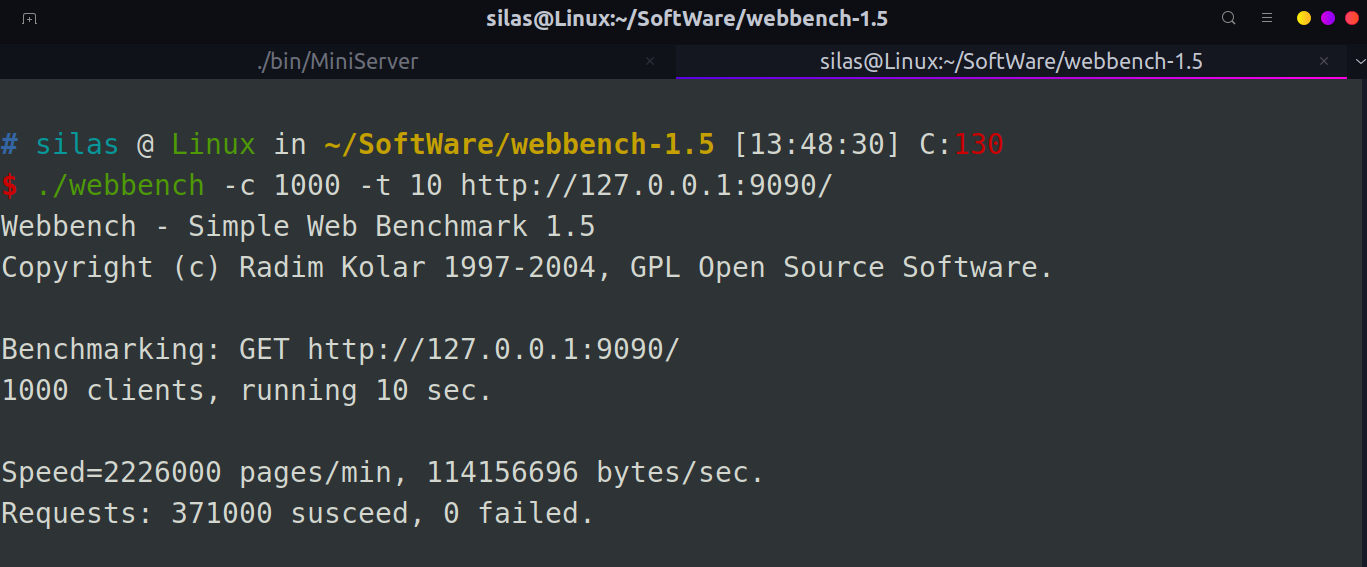 silas@Linux:~/SoftWare/webbench-1.5
./bin/MiniServer × silas@Linux:~/SoftWare/webbench-1.5 ×
# silas @ Linux in ~/SoftWare/webbench-1.5 [13:48:30] C:130
$ ./webbench -c 1000 -t 10 http://127.0.0.1:9090/
Webbench - Simple Web Benchmark 1.5
Copyright (c) Radim Kolar 1997-2004, GPL Open Source Software.
Benchmarking: GET http://127.0.0.1:9090/
1000 clients, running 10 sec.
Speed=2226000 pages/min, 114156696 bytes/sec.
Requests: 371000 susceed, 0 failed.